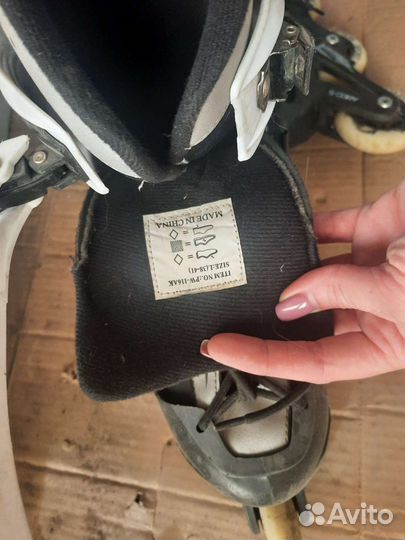 ITEM NO.:PW-116AK
SIZE:L(38-41)
MADE IN CHINA
Avito